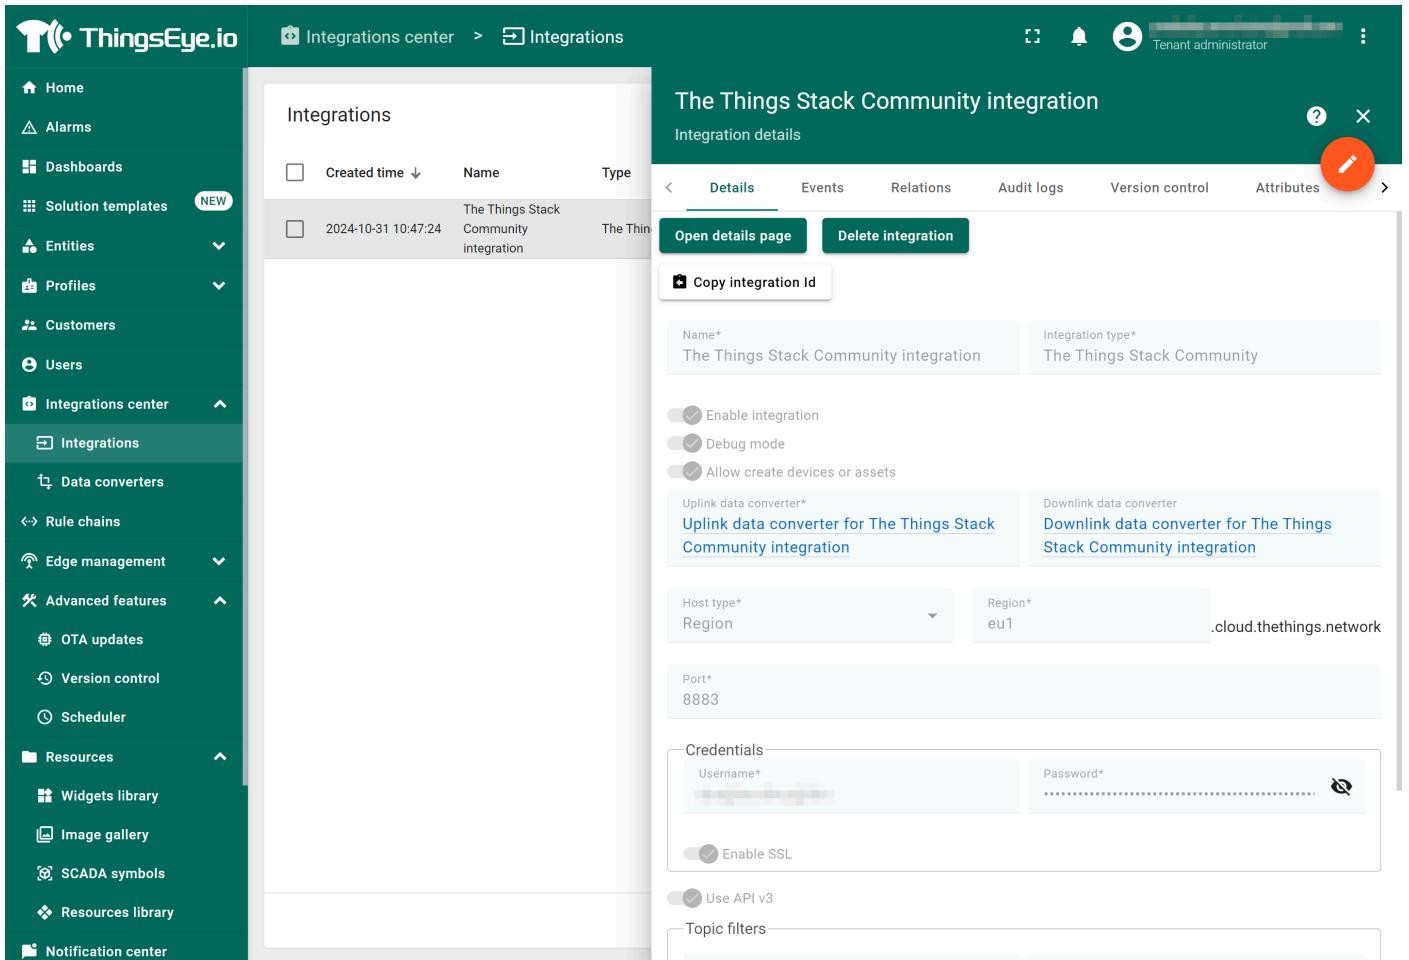 ThingsEye.io
Integrations center > Integrations
Tenant administrator
Home
Alarms
Dashboards
Solution templates NEW
Entities
Profiles
Customers
Users
Integrations center
Integrations
Data converters
Rule chains
Edge management
Advanced features
OTA updates
Version control
Scheduler
Resources
Widgets library
Image gallery
SCADA symbols
Resources library
Notification center
Integrations
Created time Name Type
2024-10-31 10:47:24 The Things Stack Community integration The Thin
The Things Stack Community integration
Integration details
Details Events Relations Audit logs Version control Attributes
Open details page Delete integration
Copy integration Id
Name* Integration type*
The Things Stack Community integration The Things Stack Community
Enable integration
Debug mode
Allow create devices or assets
Uplink data converter* Downlink data converter
Uplink data converter for The Things Stack Downlink data converter for The Things
Community integration Stack Community integration
Host type* Region*
Region eu1 .cloud.thethings.network
Port*
8883
Credentials
Username* Password*
Enable SSL
Use API v3
Topic filters